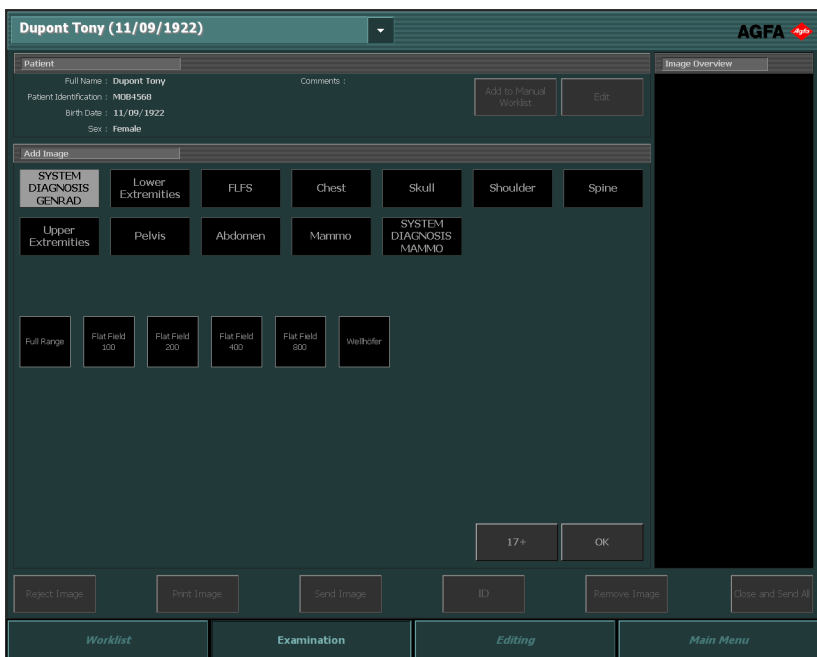 Dupont Tony (11/09/1922)
AGFA
Agfa
Patient
Full Name : Dupont Tony
Comments :
Patient Identification : MOB4568
Birth Date : 11/09/1922
Sex : Female
Add to Manual
Worklist
Edit
Image Overview
Add Image
SYSTEM
DIAGNOSIS
GENRAD
Lower
Extremities
FLFS
Chest
Skull
Shoulder
Spine
Upper
Extremities
Pelvis
Abdomen
Mammo
SYSTEM
DIAGNOSIS
MAMMO
Full Range
Flat Field
100
Flat Field
200
Flat Field
400
Flat Field
800
Wellhöfer
17+
OK
Reject Image
Print Image
Send Image
ID
Remove Image
Close and Send All
Worklist
Examination
Editing
Main Menu